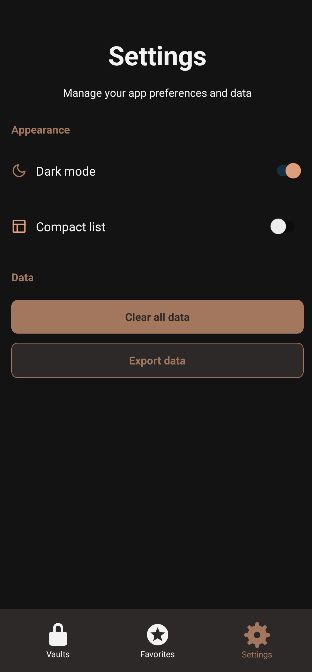 Settings
Manage your app preferences and data
Appearance
Dark mode
Compact list
Data
Clear all data
Export data
Vaults
Favorites
Settings